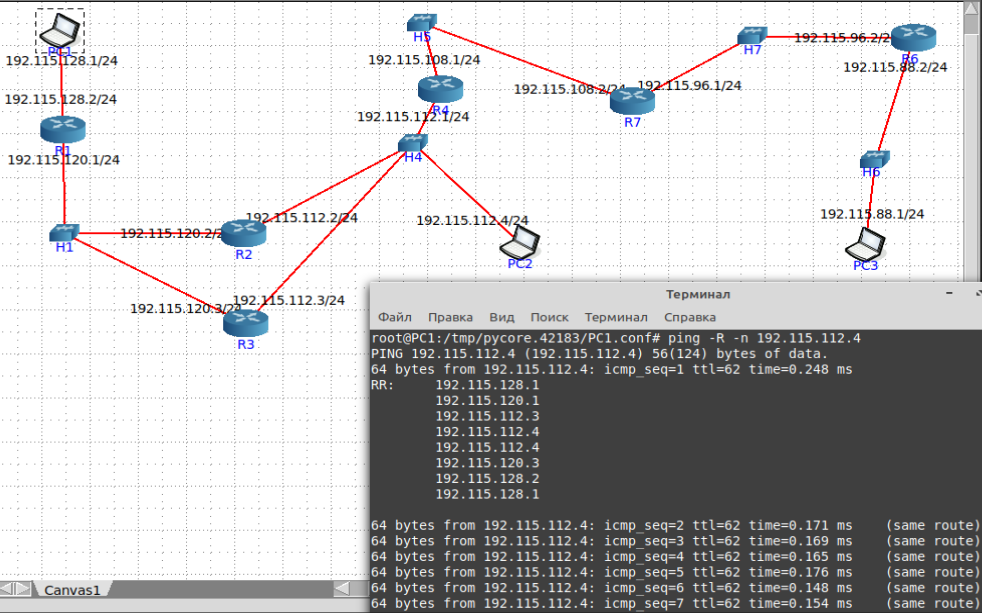 H5
PC1
192.115.128.1/24
192.115.108.1/24
192.115.96.2/2
H7
R6
192.115.88.2/24
192.115.128.2/24
192.115.108.2/24
192.115.96.1/24
R4
192.115.112.1/24
R7
R1
192.115.120.1/24
H4
H6
192.115.112.2/24
192.115.112.4/24
192.115.88.1/24
192.115.120.2/2
H1
R2
PC2
PC3
192.115.112.3/24
192.115.120.3/24
R3
Терминал
Файл Правка Вид Поиск Терминал Справка
root@PC1:/tmp/pycore.42183/PC1.conf# ping -R -n 192.115.112.4
PING 192.115.112.4 (192.115.112.4) 56(124) bytes of data.
64 bytes from 192.115.112.4: icmp_seq=1 ttl=62 time=0.248 ms
RR: 192.115.128.1
192.115.120.1
192.115.112.3
192.115.112.4
192.115.112.4
192.115.120.3
192.115.128.2
192.115.128.1
64 bytes from 192.115.112.4: icmp_seq=2 ttl=62 time=0.171 ms (same route)
64 bytes from 192.115.112.4: icmp_seq=3 ttl=62 time=0.169 ms (same route)
64 bytes from 192.115.112.4: icmp_seq=4 ttl=62 time=0.165 ms (same route)
64 bytes from 192.115.112.4: icmp_seq=5 ttl=62 time=0.176 ms (same route)
64 bytes from 192.115.112.4: icmp_seq=6 ttl=62 time=0.148 ms (same route)
64 bytes from 192.115.112.4: icmp_seq=7 ttl=62 time=0.154 ms (same route)
Canvas1